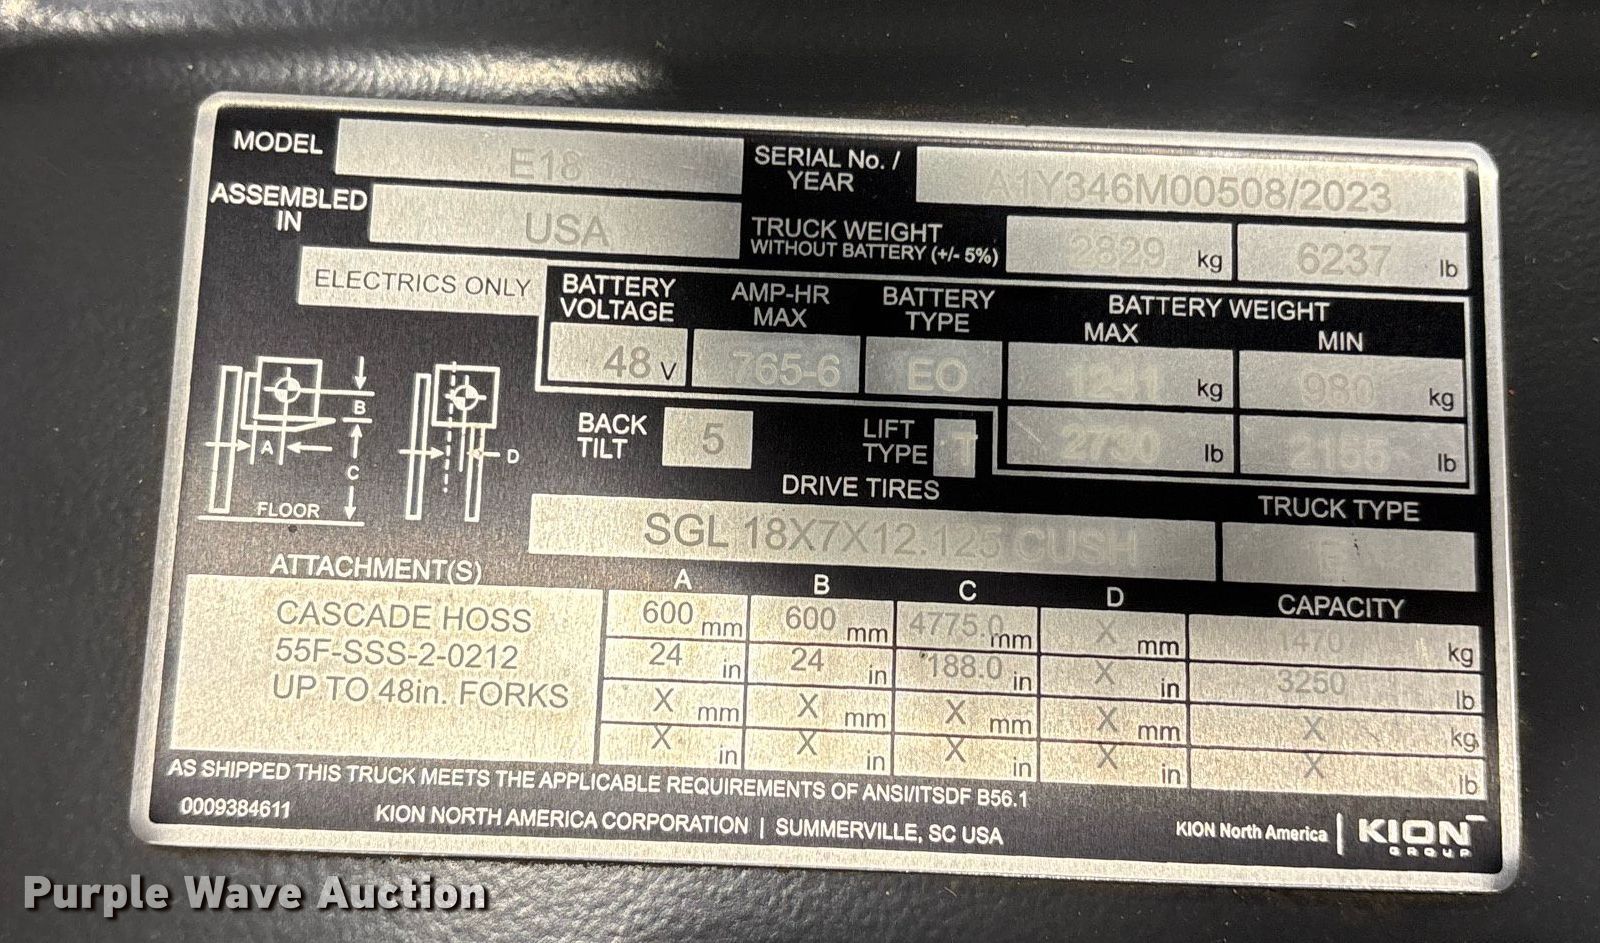 MODEL E18
SERIAL No. / YEAR A1Y346M00508/2023
ASSEMBLED IN USA
TRUCK WEIGHT WITHOUT BATTERY (+/- 5%) 2829 kg 6237 lb
ELECTRICS ONLY
BATTERY VOLTAGE AMP-HR MAX BATTERY TYPE BATTERY WEIGHT
MAX MIN
48 V 765-6 EO 1241 kg 980 kg
BACK TILT 5 LIFT TYPE T 2730 lb 2155 lb
A B C D
FLOOR
DRIVE TIRES TRUCK TYPE
SGL 18X7X12.125 CUSH E
ATTACHMENT(S) A B C D CAPACITY
CASCADE HOSS 600 mm 600 mm 4775.0 mm X mm 1470 kg
55F-SSS-2-0212 24 in 24 in 188.0 in X in 3250 lb
UP TO 48in. FORKS X mm X mm X mm X mm X kg
X in X in X in X in X lb
AS SHIPPED THIS TRUCK MEETS THE APPLICABLE REQUIREMENTS OF ANSI/ITSDF B56.1
0009384611 KION NORTH AMERICA CORPORATION | SUMMERVILLE, SC USA
KION North America | KION GROUP
Purple Wave Auction